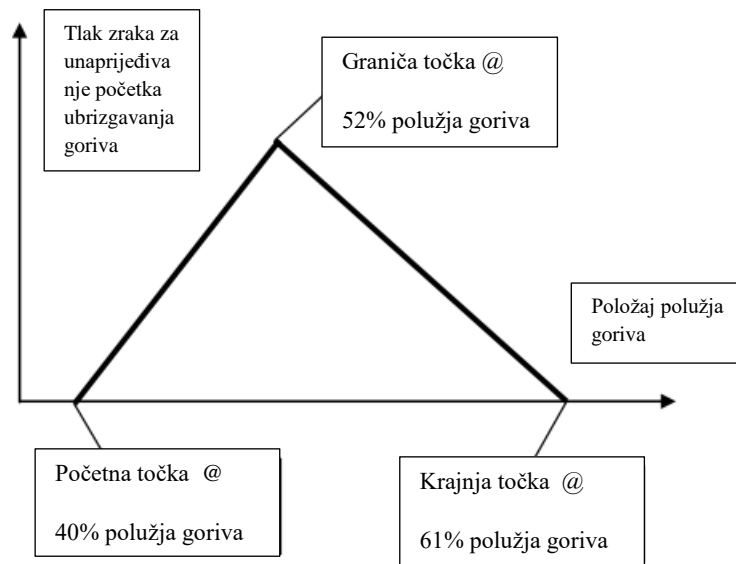 Tlak zraka za
unaprijeđiva
nje početka
ubrizgavanja
goriva
Graniča točka @
52% polužja goriva
Položaj polužja
goriva
Početna točka @
40% polužja goriva
Krajnja točka @
61% polužja goriva